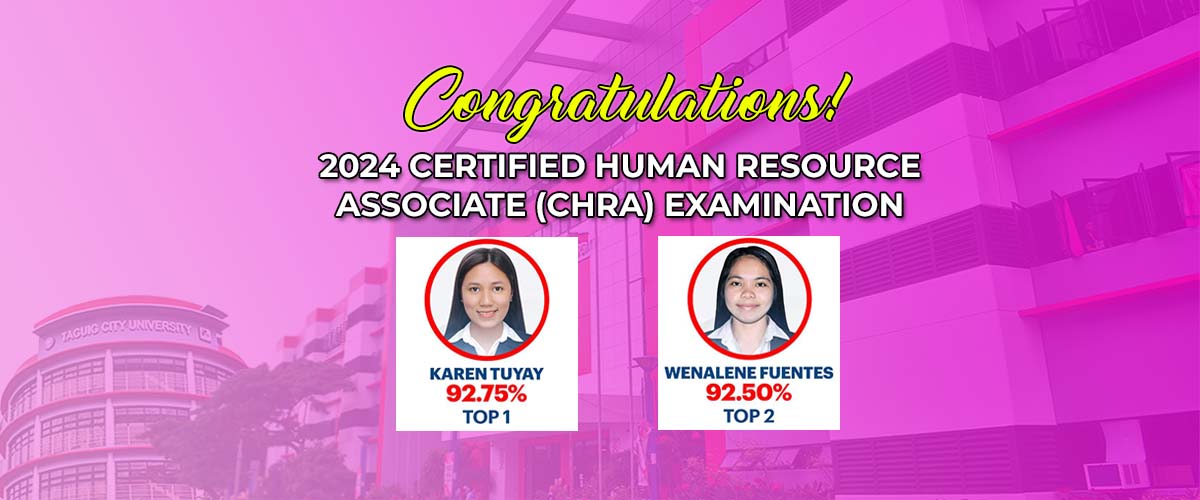 Congratulations!
2024 CERTIFIED HUMAN RESOURCE
ASSOCIATE (CHRA) EXAMINATION
KAREN TUYAY
92.75%
TOP 1
WENALENE FUENTES
92.50%
TOP 2
TAGUIG CITY UNIVERSITY